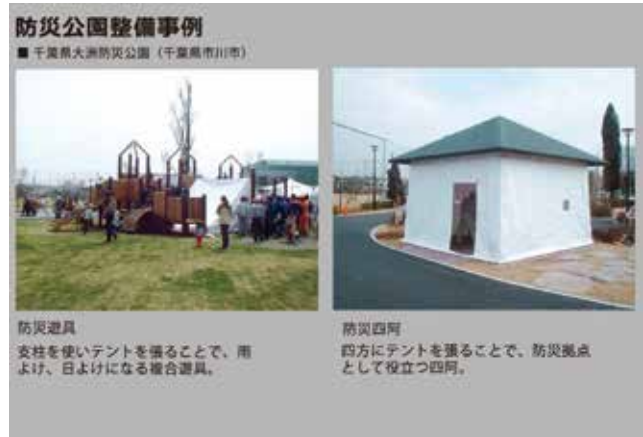 防災公園整備事例
■ 千葉県大洲防災公園（千葉県市川市）
防災遊具
支柱を使いテントを張ることで、雨
よけ、日よけになる複合遊具。
防災四阿
四方にテントを張ることで、防災拠点
として役立つ四阿。